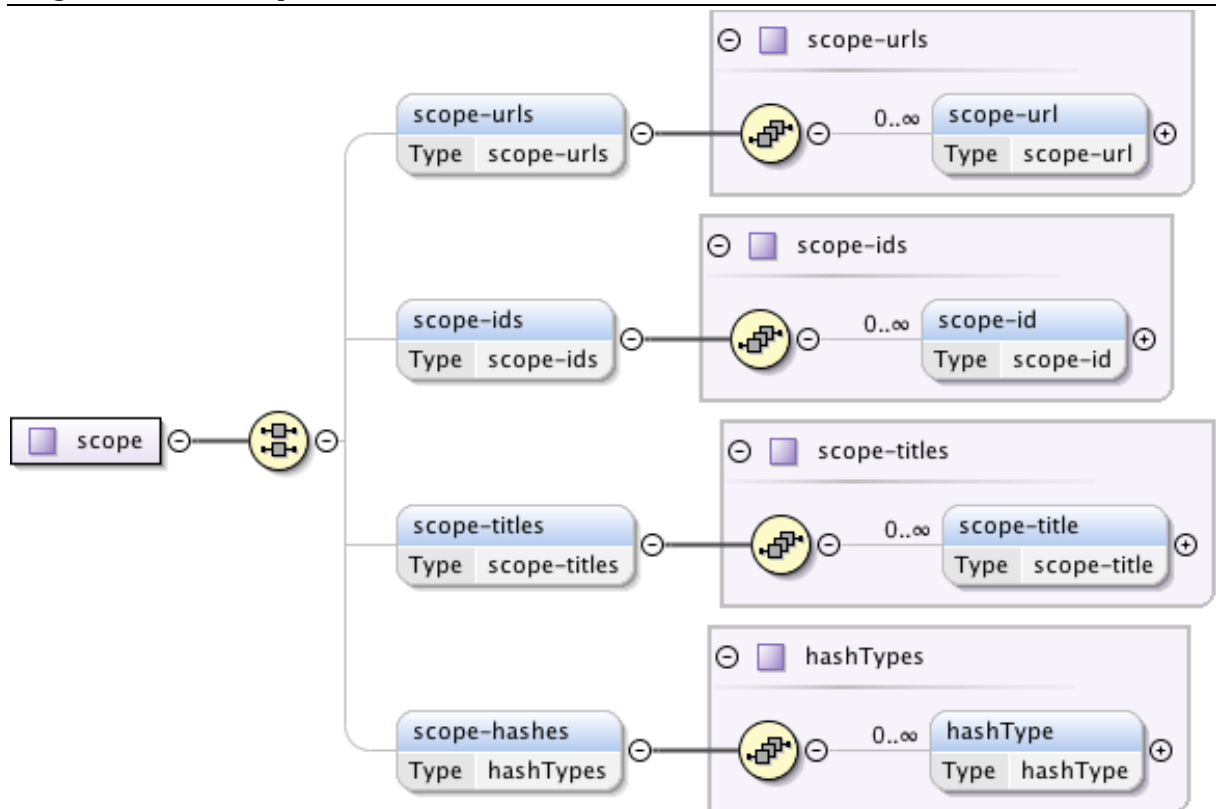 scope-urls
scope-urls
0..∞ scope-url
Type scope-urls
Type scope-url
scope-ids
scope-ids
0..∞ scope-id
Type scope-ids
Type scope-id
scope
scope-titles
scope-titles
0..∞ scope-title
Type scope-titles
Type scope-title
hashTypes
scope-hashes
0..∞ hashType
Type hashTypes
Type hashType